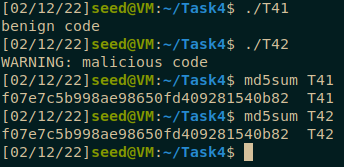 [02/12/22]seed@VM:~/Task4$ ./T41
benign code
[02/12/22]seed@VM:~/Task4$ ./T42
WARNING: malicious code
[02/12/22]seed@VM:~/Task4$ md5sum T41
f07e7c5b998ae98650fd409281540b82  T41
[02/12/22]seed@VM:~/Task4$ md5sum T42
f07e7c5b998ae98650fd409281540b82  T42
[02/12/22]seed@VM:~/Task4$